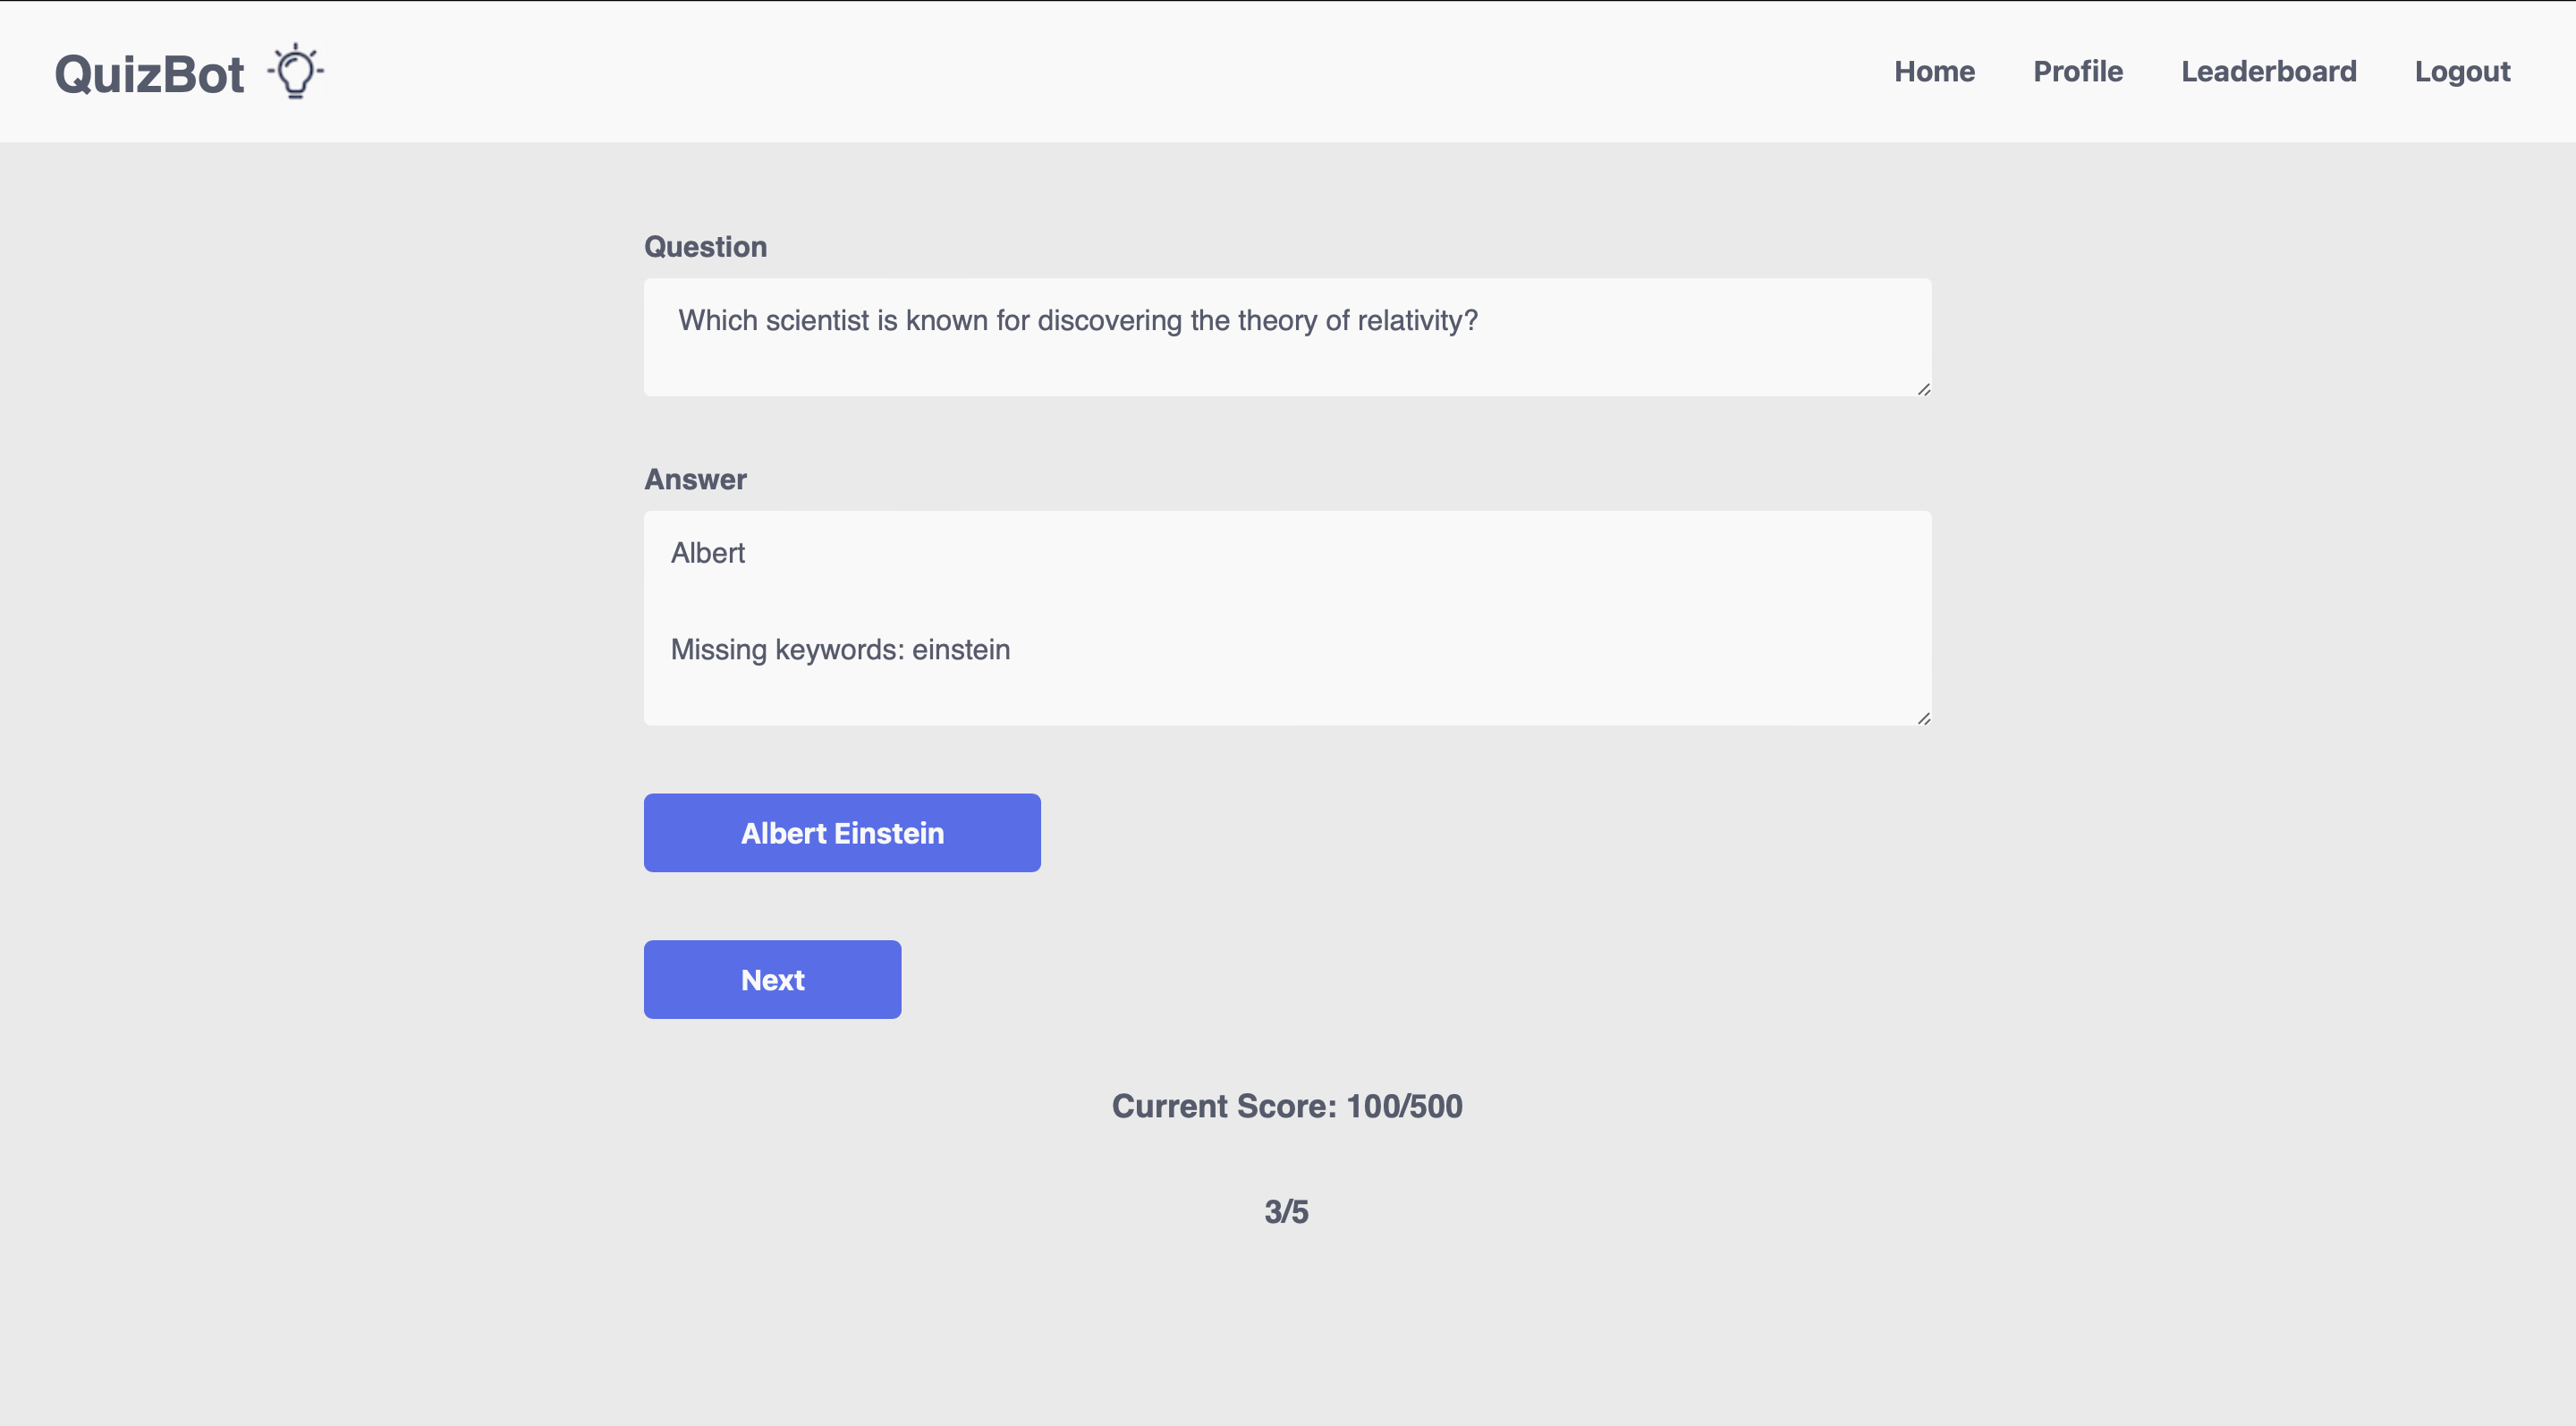 QuizBot
Home Profile Leaderboard Logout
Question
Which scientist is known for discovering the theory of relativity?
Answer
Albert
Missing keywords: einstein
Albert Einstein
Next
Current Score: 100/500
3/5